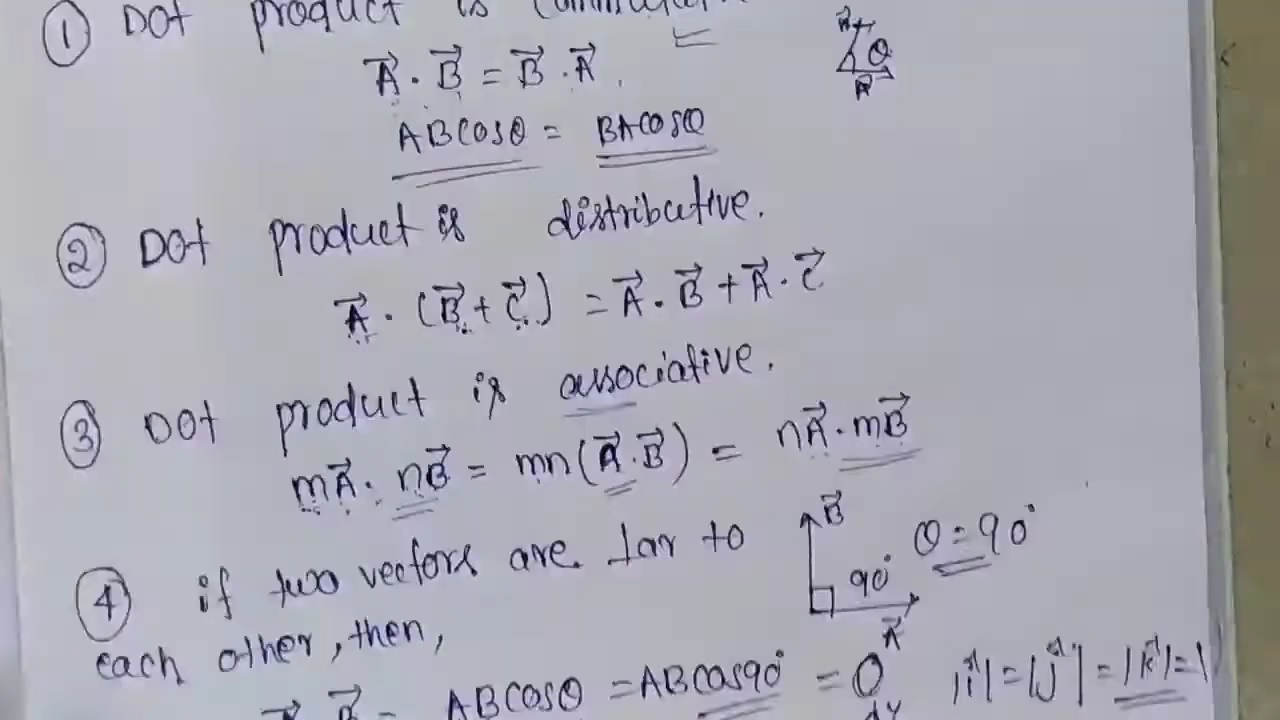 ① Dot product is
A⃗ · B⃗ = B⃗ · A⃗.
ABcosθ = BAcosθ
θ
A⃗
② Dot product is distributive.
A⃗ · (B⃗ + C⃗) = A⃗ · B⃗ + A⃗ · C⃗
③ Dot product is associative.
mA⃗ · nB⃗ = mn(A⃗ · B⃗) = nA⃗ · mB⃗
④ if two vectors are ⊥ar to
each other, then,
B⃗
90°
A⃗
θ = 90°
B⃗ = ABcosθ = ABcos90° = 0
|i⃗| = |j⃗| = |k⃗| = 1